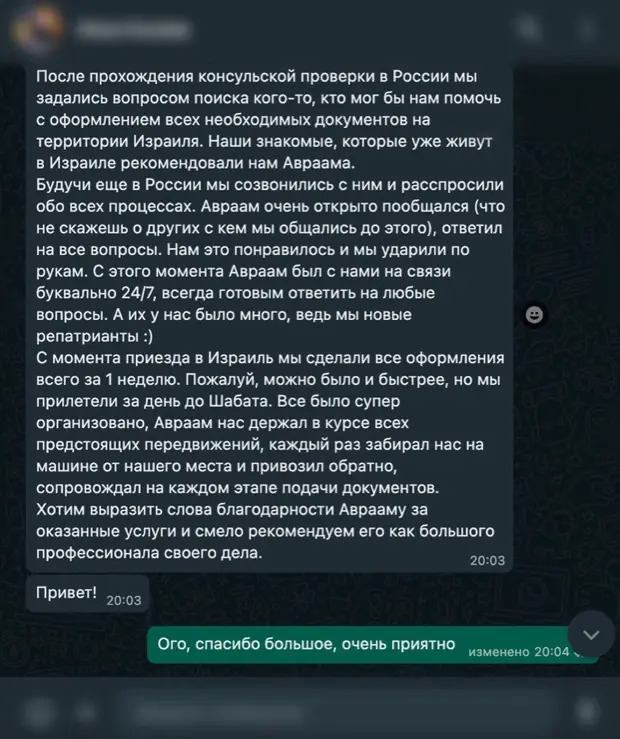 После прохождения консульской проверки в России мы
задались вопросом поиска кого-то, кто мог бы нам помочь
с оформлением всех необходимых документов на
территории Израиля. Наши знакомые, которые уже живут
в Израиле рекомендовали нам Авраама.
Будучи еще в России мы созвонились с ним и расспросили
обо всех процессах. Авраам очень открыто пообщался (что
не скажешь о других с кем мы общались до этого), ответил
на все вопросы. Нам это понравилось и мы ударили по
рукам. С этого момента Авраам был с нами на связи
буквально 24/7, всегда готовым ответить на любые
вопросы. А их у нас было много, ведь мы новые
репатрианты :)
С момента приезда в Израиль мы сделали все оформления
всего за 1 неделю. Пожалуй, можно было и быстрее, но мы
прилетели за день до Шабата. Все было супер
организовано, Авраам нас держал в курсе всех
предстоящих передвижений, каждый раз забирал нас на
машине от нашего места и привозил обратно,
сопровождал на каждом этапе подачи документов.
Хотим выразить слова благодарности Аврааму за
оказанные услуги и смело рекомендуем его как большого
профессионала своего дела.
20:03
Привет! 20:03
Ого, спасибо большое, очень приятно изменено 20:04